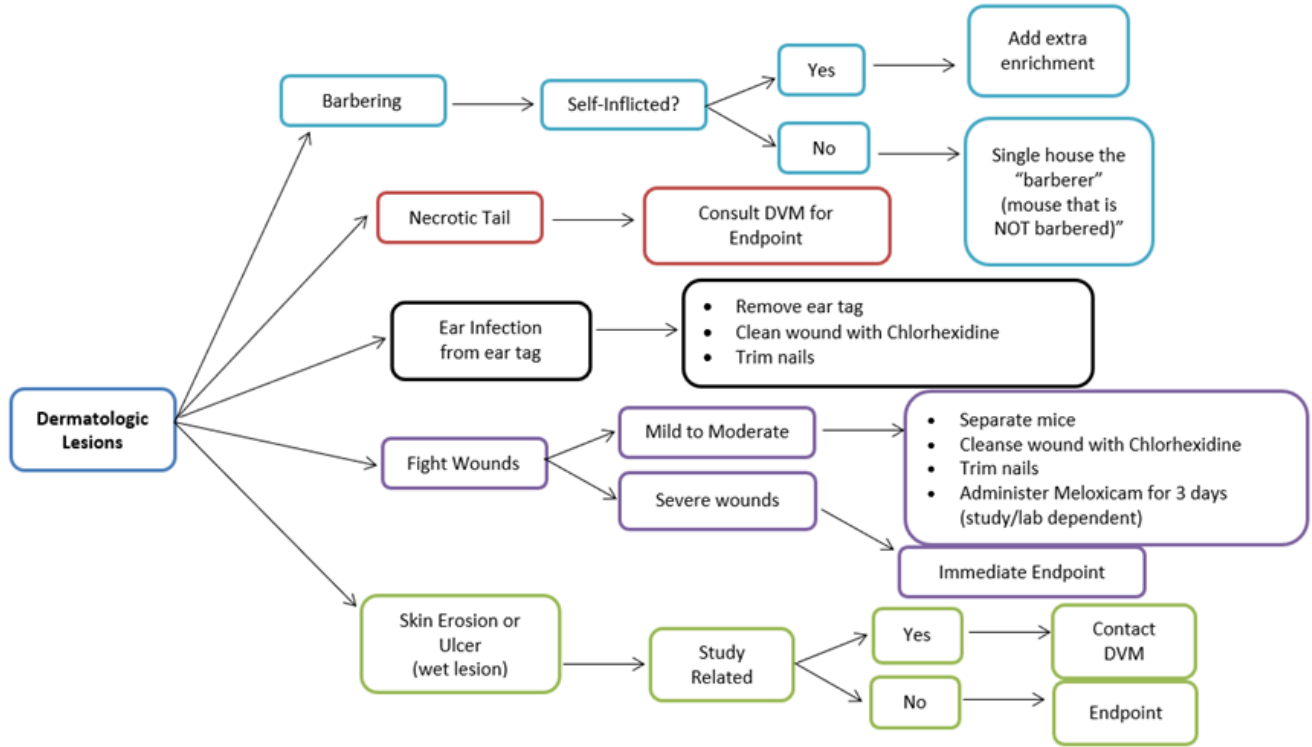 Dermatologic
Lesions
Barbering
Self-Inflicted?
Yes
Add extra
enrichment
No
Single house the
“barberer”
(mouse that is
NOT barbered)”
Necrotic Tail
Consult DVM for
Endpoint
Ear Infection
from ear tag
• Remove ear tag
• Clean wound with Chlorhexidine
• Trim nails
Fight Wounds
Mild to Moderate
• Separate mice
• Cleanse wound with Chlorhexidine
• Trim nails
• Administer Meloxicam for 3 days
(study/lab dependent)
Severe wounds
Immediate Endpoint
Skin Erosion or
Ulcer
(wet lesion)
Study
Related
Yes
Contact
DVM
No
Endpoint